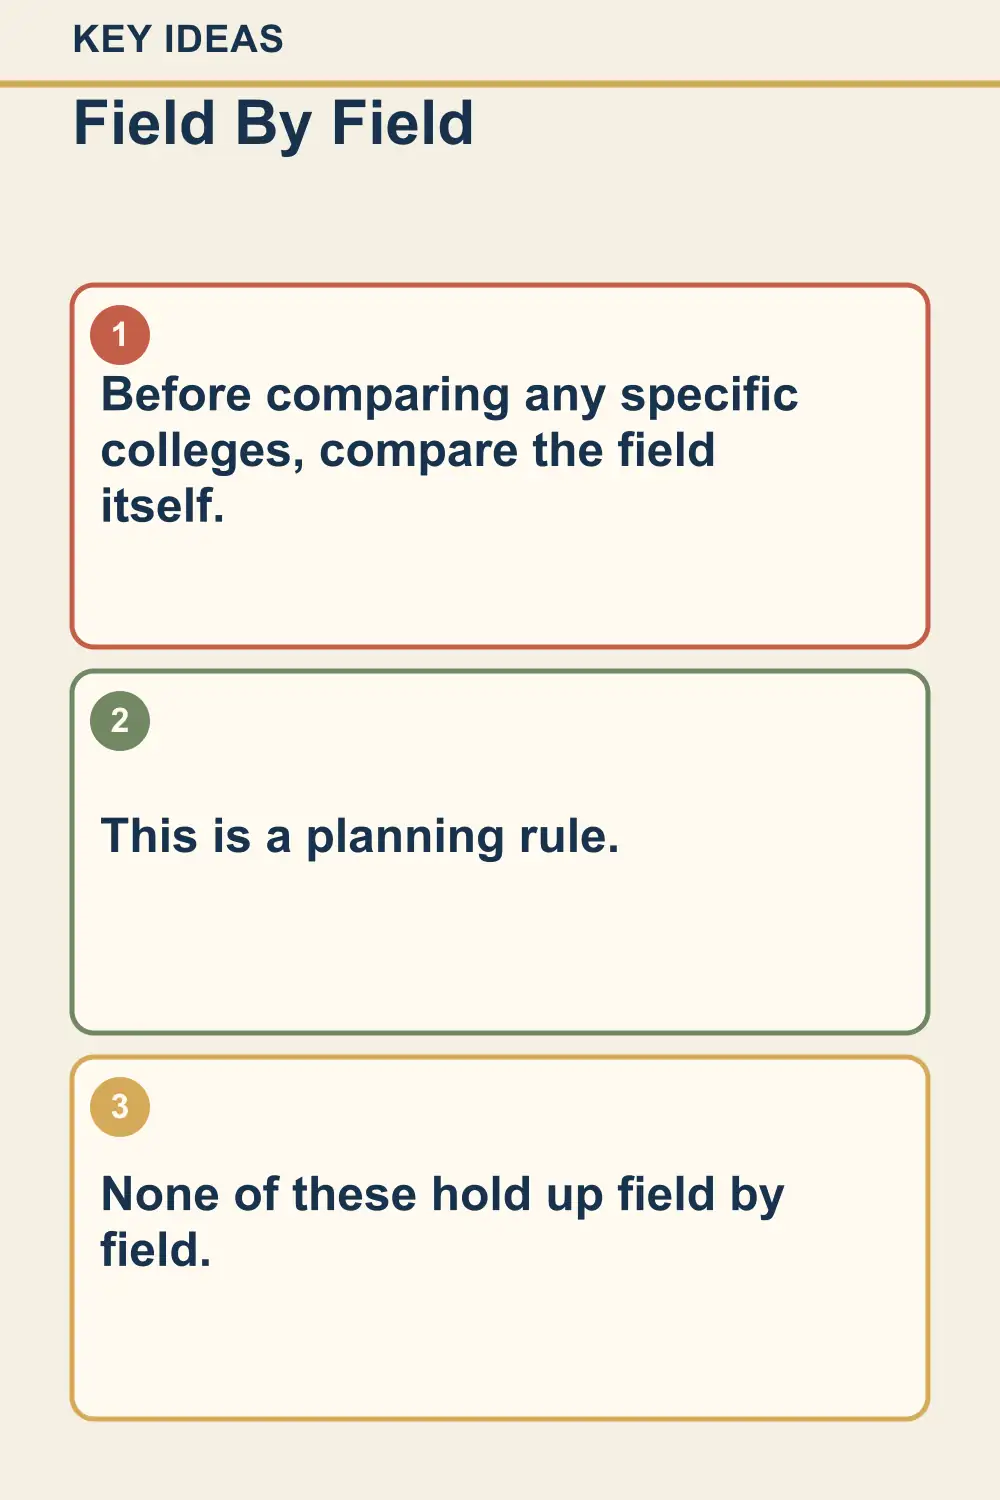 KEY IDEAS
Field By Field
1
Before comparing any specific
colleges, compare the field
itself.
2
This is a planning rule.
3
None of these hold up field by
field.